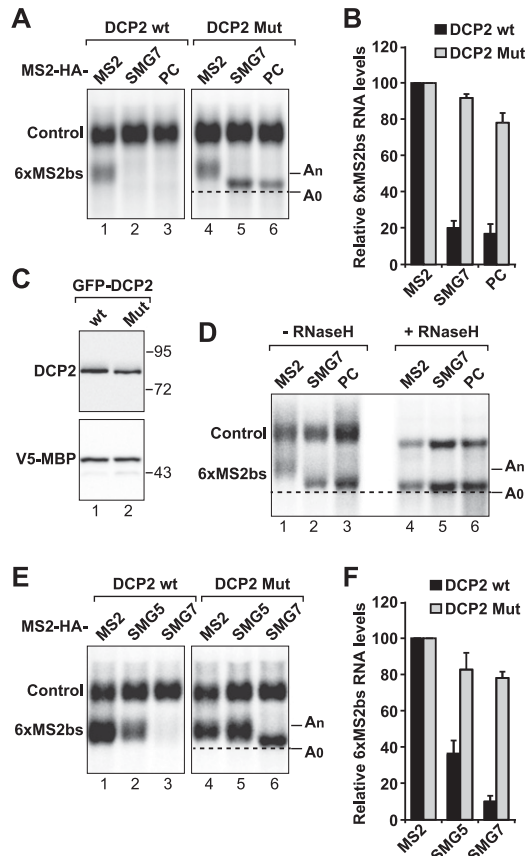 A
DCP2 wt DCP2 Mut
MS2-HA- MS2 SMG7 PC MS2 SMG7 PC
Control
6xMS2bs
An
A0
1 2 3 4 5 6
B
DCP2 wt
DCP2 Mut
Relative 6xMS2bs RNA levels
100
80
60
40
20
0
MS2 SMG7 PC
C
GFP-DCP2
wt Mut
DCP2
95
72
V5-MBP
43
1 2
D
- RNaseH + RNaseH
MS2 SMG7 PC MS2 SMG7 PC
Control
6xMS2bs
An
A0
1 2 3 4 5 6
E
DCP2 wt DCP2 Mut
MS2-HA- MS2 SMG5 SMG7 MS2 SMG5 SMG7
Control
6xMS2bs
An
A0
1 2 3 4 5 6
F
DCP2 wt
DCP2 Mut
Relative 6xMS2bs RNA levels
100
80
60
40
20
0
MS2 SMG5 SMG7